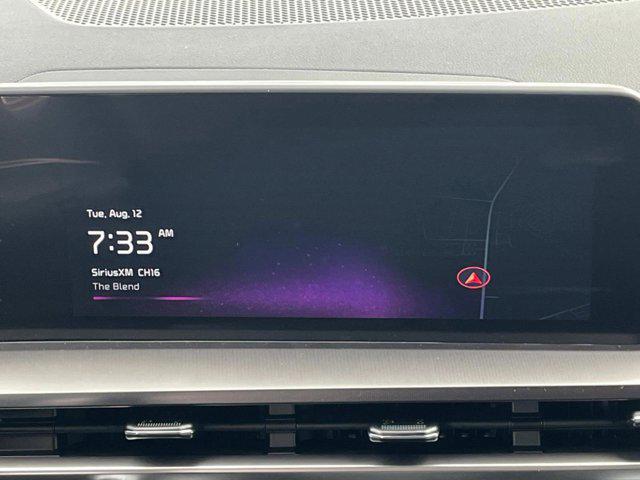 Tue, Aug. 12
7:33 AM
SiriusXM CH16
The Blend